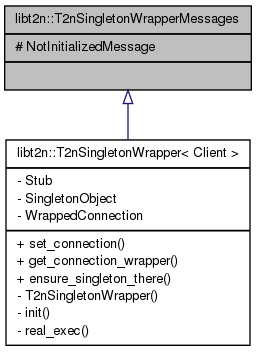 libt2n::T2nSingletonWrapperMessages
# NotInitializedMessage
libt2n::T2nSingletonWrapper< Client >
- Stub
- SingletonObject
- WrappedConnection
+ set_connection()
+ get_connection_wrapper()
+ ensure_singleton_there()
- T2nSingletonWrapper()
- init()
- real_exec()